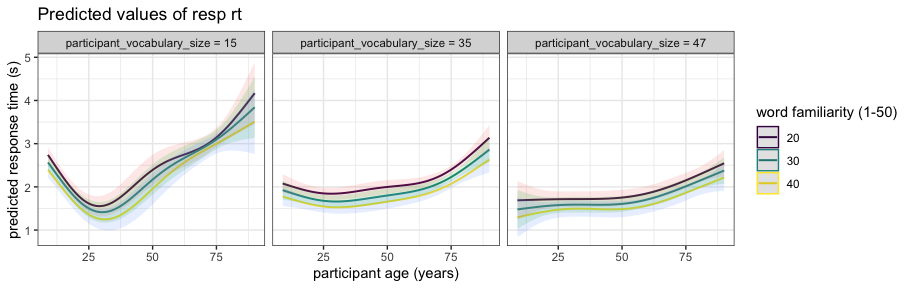 Predicted values of resp rt
participant_vocabulary_size = 15
participant_vocabulary_size = 35
participant_vocabulary_size = 47
predicted response time (s)
5
4
3
2
1
25
50
75
25
50
75
25
50
75
participant age (years)
word familiarity (1-50)
20
30
40